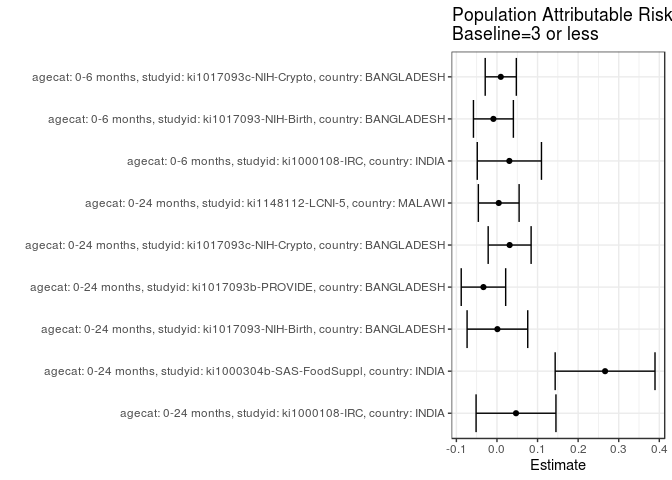 Population Attributable Risk
Baseline=3 or less
agecat: 0-6 months, studyid: ki1017093c-NIH-Crypto, country: BANGLADESH
agecat: 0-6 months, studyid: ki1017093-NIH-Birth, country: BANGLADESH
agecat: 0-6 months, studyid: ki1000108-IRC, country: INDIA
agecat: 0-24 months, studyid: ki1148112-LCNI-5, country: MALAWI
agecat: 0-24 months, studyid: ki1017093c-NIH-Crypto, country: BANGLADESH
agecat: 0-24 months, studyid: ki1017093b-PROVIDE, country: BANGLADESH
agecat: 0-24 months, studyid: ki1017093-NIH-Birth, country: BANGLADESH
agecat: 0-24 months, studyid: ki1000304b-SAS-FoodSuppl, country: INDIA
agecat: 0-24 months, studyid: ki1000108-IRC, country: INDIA
-0.1 0.0 0.1 0.2 0.3 0.4
Estimate